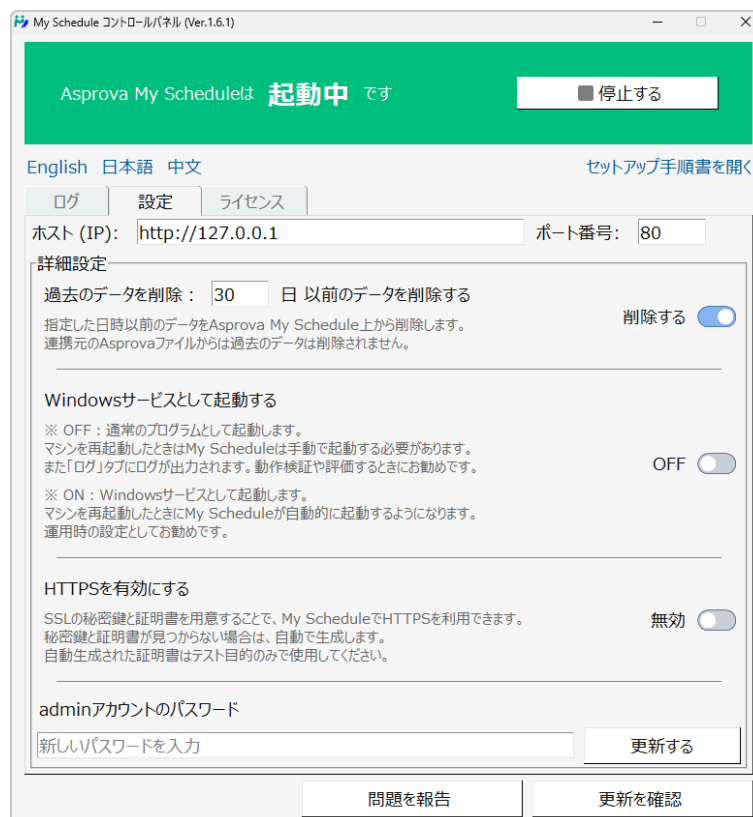 My Schedule コントロールパネル (Ver.1.6.1)
Asprova My Scheduleは 起動中 です
停止する
English 日本語 中文
セットアップ手順書を開く
ログ 設定 ライセンス
ホスト (IP): http://127.0.0.1 ポート番号: 80
詳細設定
過去のデータを削除 : 30 日 以前のデータを削除する
指定した日時以前のデータをAsprova My Schedule上から削除します。
連携元のAsprovaファイルからは過去のデータは削除されません。
削除する
Windowsサービスとして起動する
※ OFF : 通常のプログラムとして起動します。
マシンを再起動したときはMy Scheduleは手動で起動する必要があります。
また「ログ」タブにログが出力されます。動作検証や評価するときにお勧めです。
OFF
※ ON : Windowsサービスとして起動します。
マシンを再起動したときにMy Scheduleが自動的に起動するようになります。
運用時の設定としてお勧めです。
HTTPSを有効にする
SSLの秘密鍵と証明書を用意することで、My ScheduleでHTTPSを利用できます。
秘密鍵と証明書が見つからない場合は、自動で生成します。
自動生成された証明書はテスト目的のみで使用してください。
無効
adminアカウントのパスワード
新しいパスワードを入力
更新する
問題を報告
更新を確認